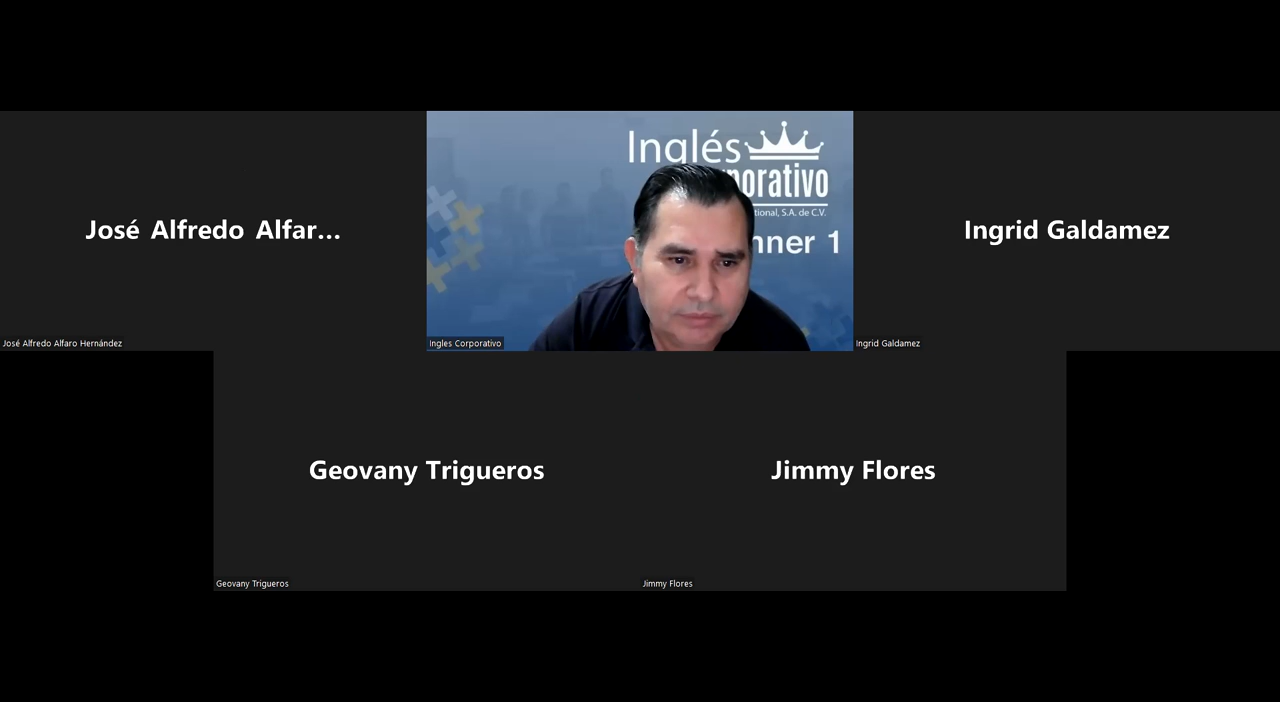 José Alfredo Alfar...
José Alfredo Alfaro Hernández
Inglés
porativo
tional, S.A. de C.V.
nner 1
Ingles Corporativo
Ingrid Galdamez
Ingrid Galdamez
Geovany Trigueros
Geovany Trigueros
Jimmy Flores
Jimmy Flores